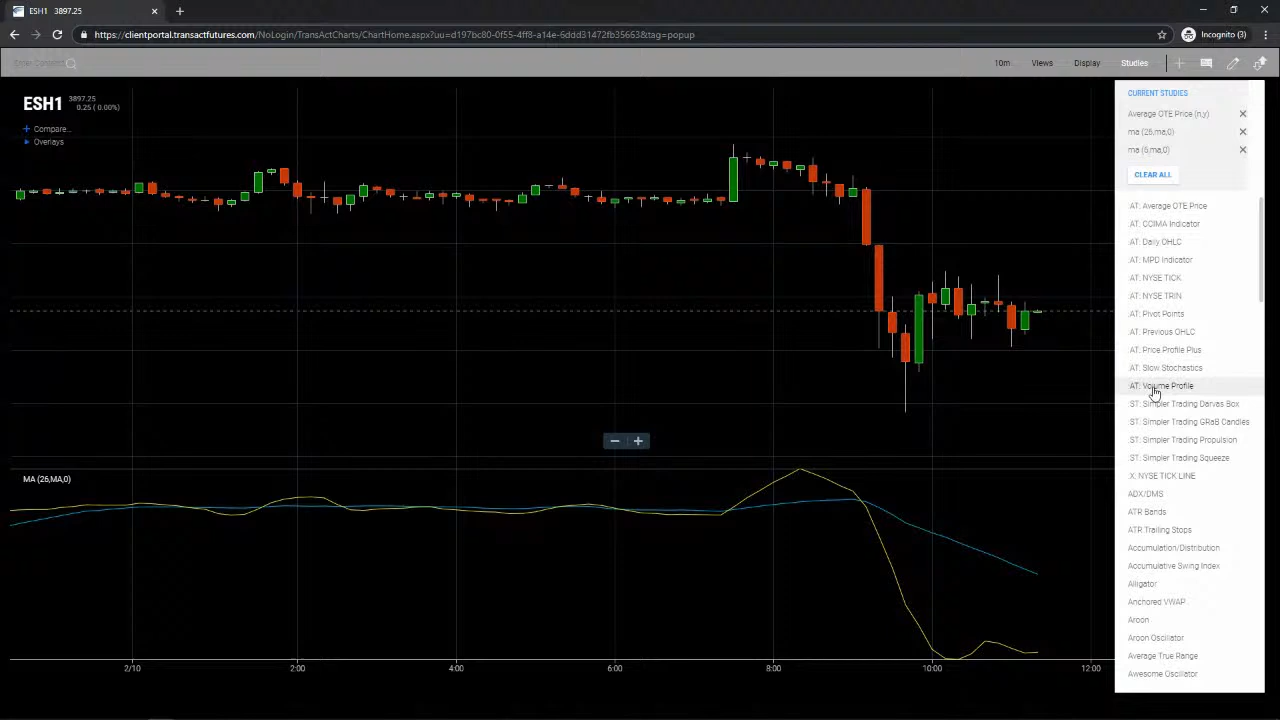 ESH1 3897.25
https://clientportal.transactfutures.com/NoLogin/TransActCharts/ChartHome.aspx?uu=d197bc80-0f55-4ff8-a14e-6ddd31472fb35663&tag=popup
Incognito (3)
10m Views Display Studies
ESH1 3897.25
0.25 (0.00%)
+ Compare...
Overlays
CURRENT STUDIES
Average OTE Price (n,y)
ma (26,ma,0)
ma (6,ma,0)
CLEAR ALL
AT: Average OTE Price
AT: COIMA Indicator
AT: Daily OHLC
AT: MPD Indicator
AT: NYSE TICK
AT: NYSE TRIN
AT: Pivot Points
AT: Previous OHLC
AT: Price Profile Plus
AT: Slow Stochastics
AT: Volume Profile
ST: Simpler Trading Darvas Box
ST: Simpler Trading GRaB Candles
ST: Simpler Trading Propulsion
ST: Simpler Trading Squeeze
X: NYSE TICK LINE
ADX/DMS
ATR Bands
ATR Trailing Stops
Accumulation/Distribution
Accumulative Swing Index
Alligator
Anchored VWAP
Aroon
Aroon Oscillator
Average True Range
Awesome Oscillator
MA (26,MA,0)
2/10 2:00 4:00 6:00 8:00 10:00 12:00